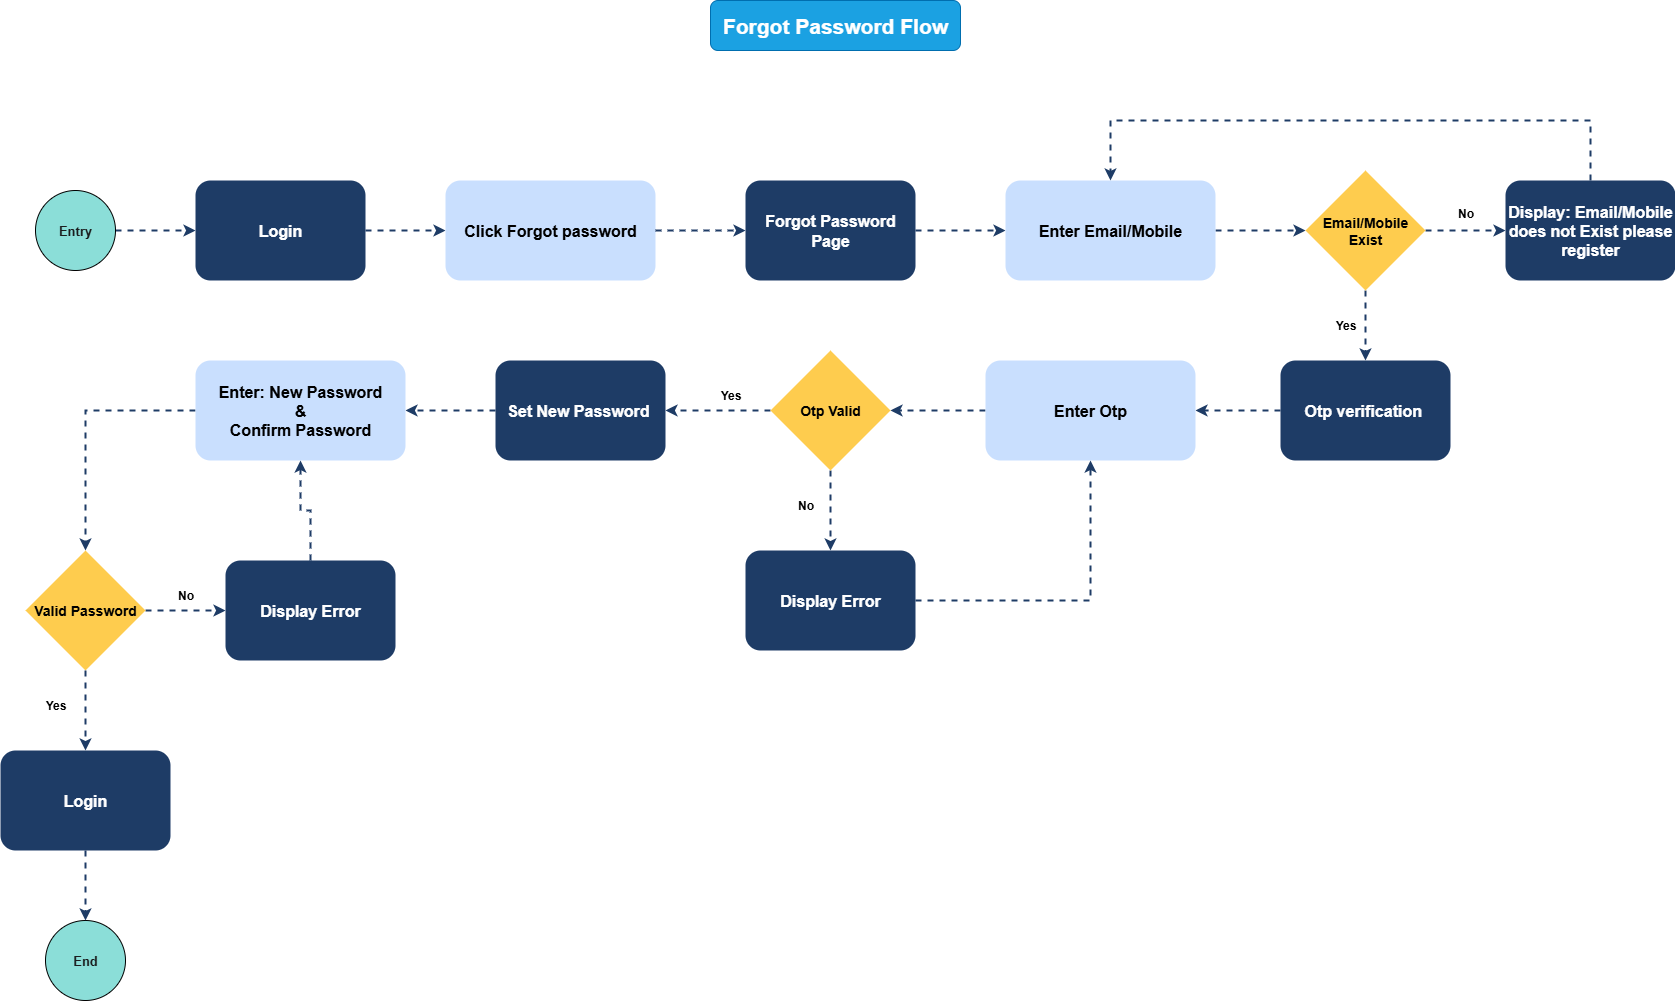 Forgot Password Flow
Entry
Login
Click Forgot password
Forgot Password
Page
Enter Email/Mobile
Email/Mobile
Exist
No
Display: Email/Mobile
does not Exist please
register
Yes
Otp verification
Enter Otp
Otp Valid
Yes
Set New Password
Enter: New Password
&
Confirm Password
No
Display Error
Valid Password
No
Display Error
Yes
Login
End